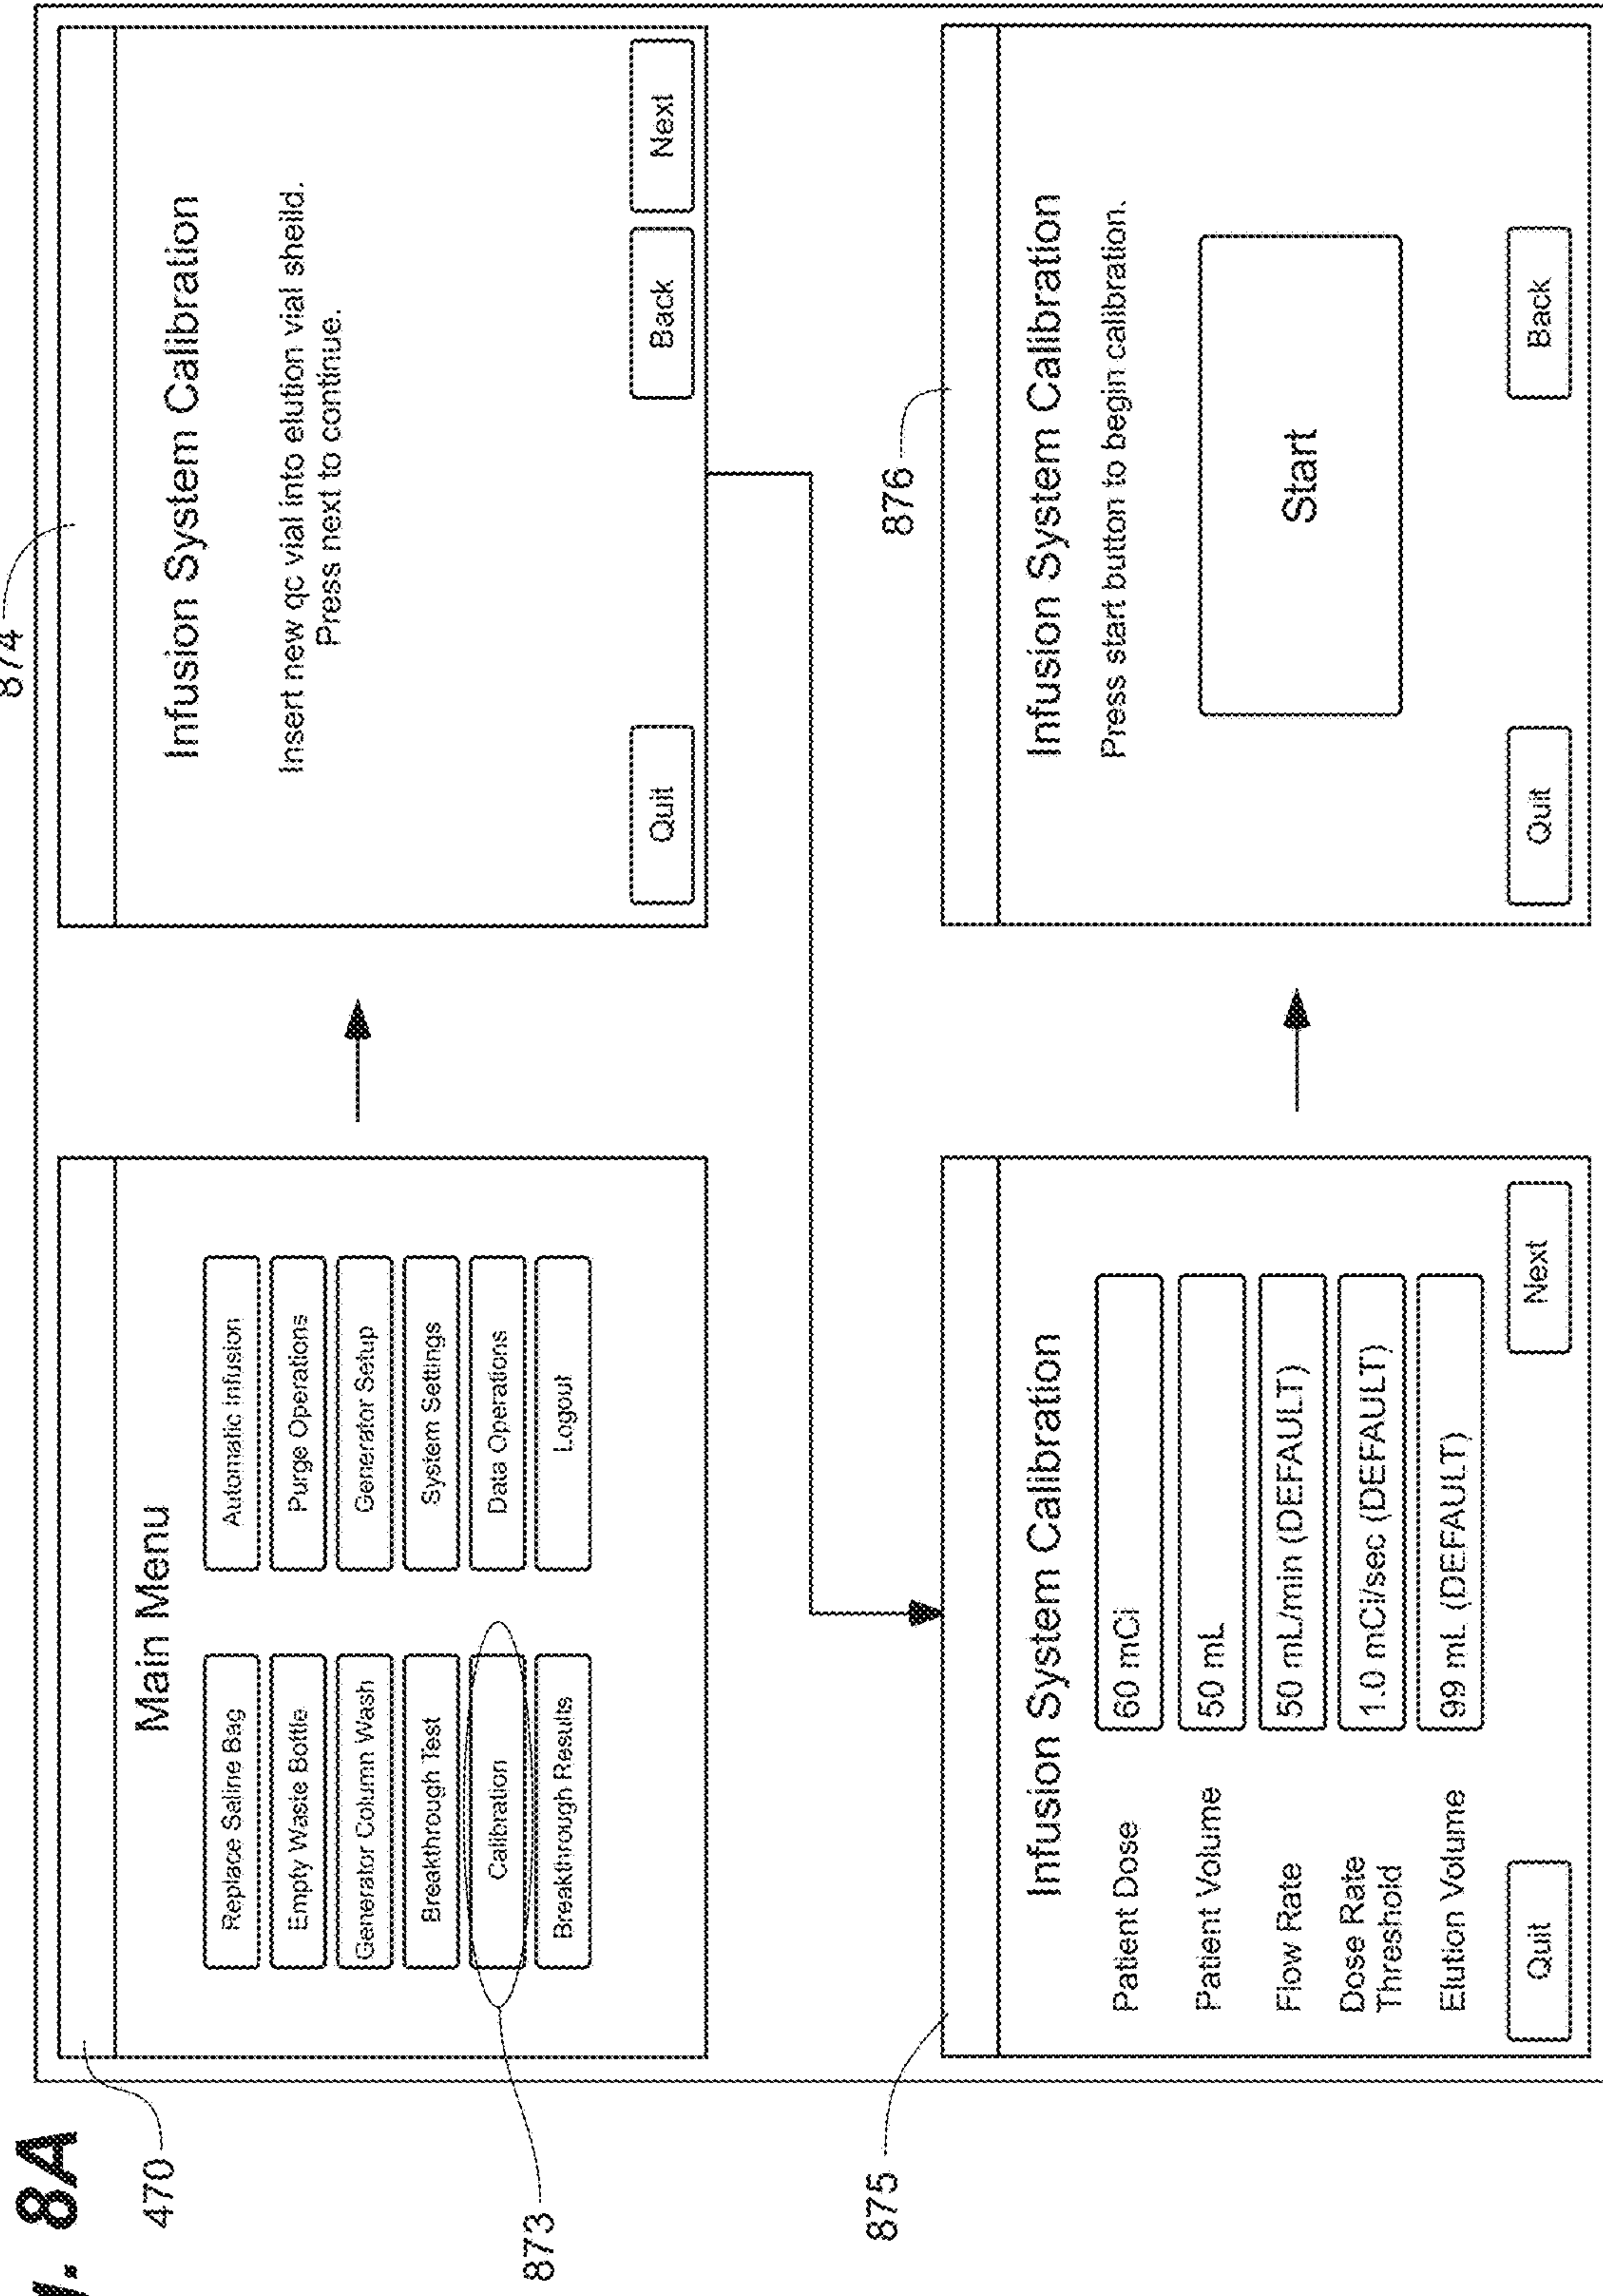 8A
470
Main Menu
Replace Saline Bag
Automatic Infusion
Empty Waste Bottle
Purge Operations
Generator Column Wash
Generator Setup
Breakthrough Test
System Settings
Calibration
Data Operations
Breakthrough Results
Logout
873
874
Infusion System Calibration
Insert new qc vial into elution vial sheild.
Press next to continue.
Quit
Back
Next
875
Infusion System Calibration
Patient Dose
60 mCi
Patient Volume
50 mL
Flow Rate
50 mL/min (DEFAULT)
Dose Rate
Threshold
1.0 mCi/sec (DEFAULT)
Elution Volume
99 mL (DEFAULT)
Quit
Next
876
Infusion System Calibration
Press start button to begin calibration.
Start
Quit
Back